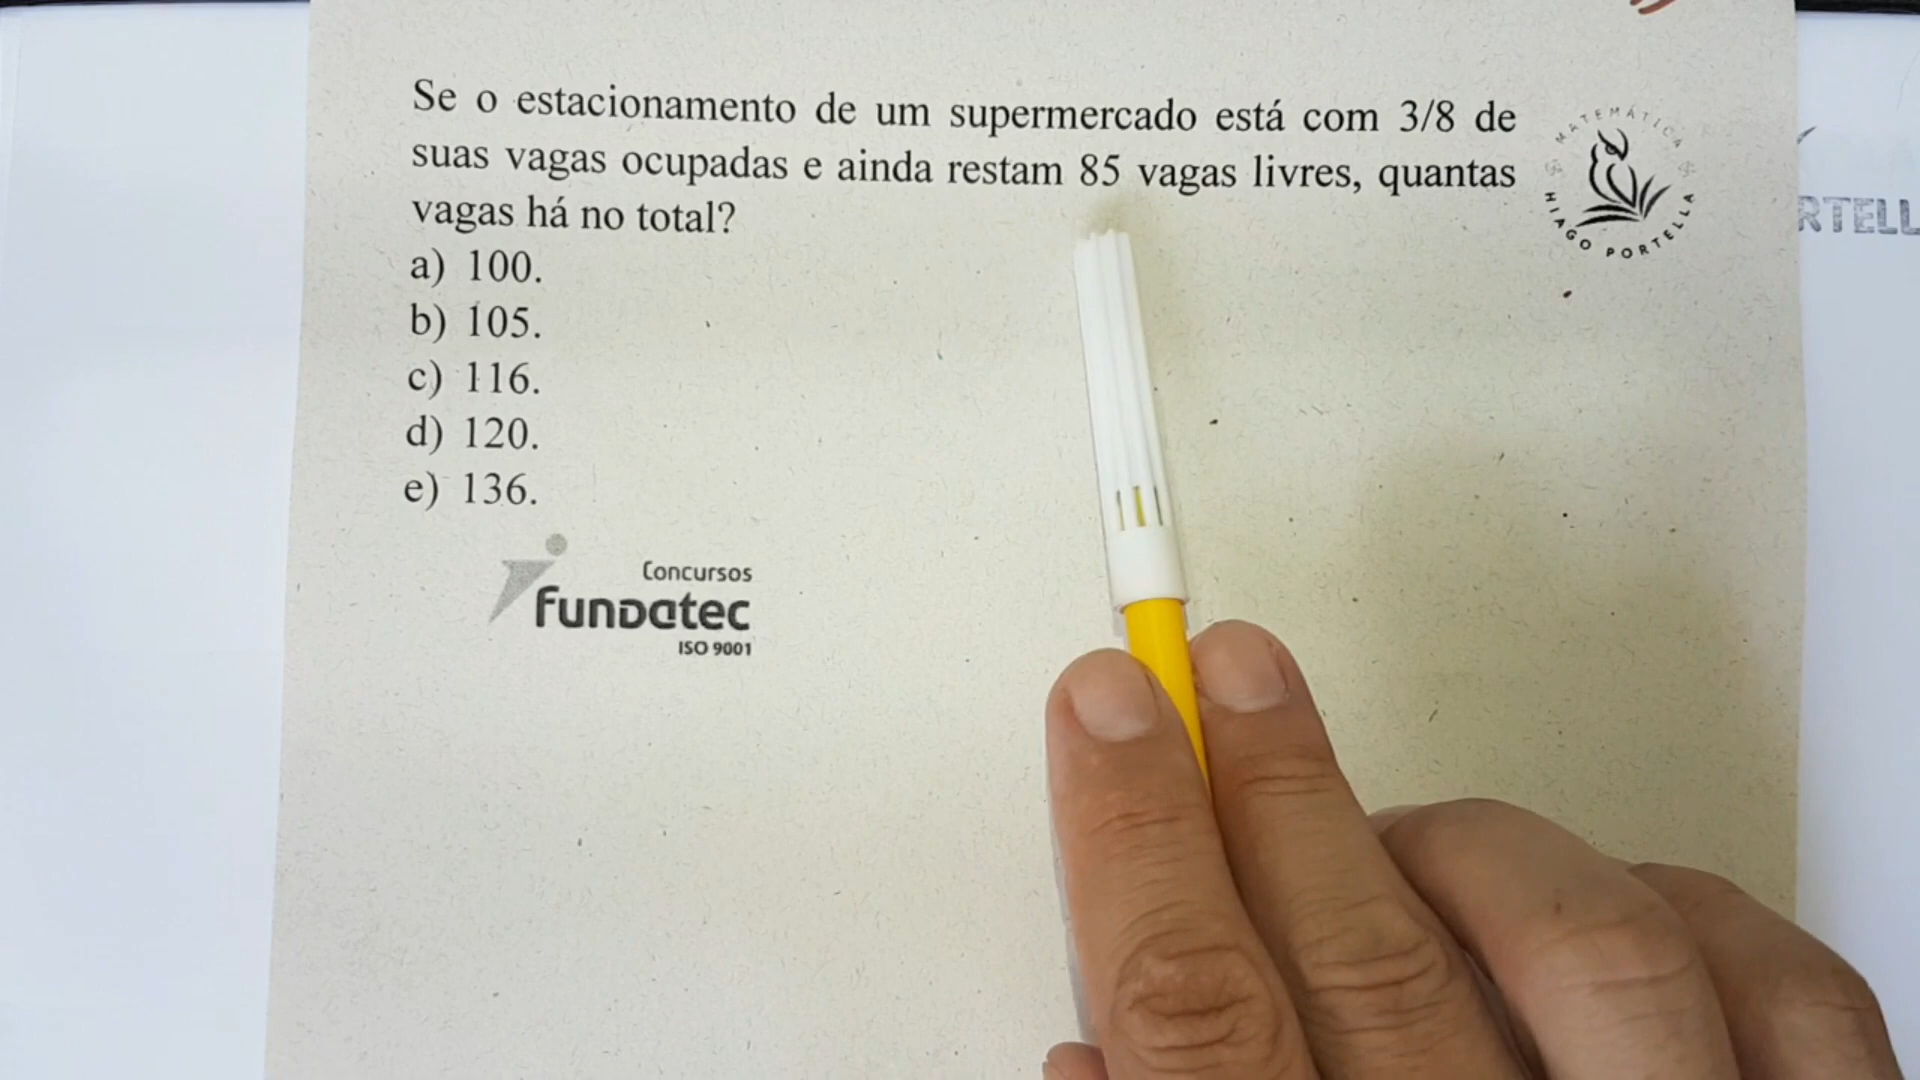 Se o estacionamento de um supermercado está com 3/8 de
suas vagas ocupadas e ainda restam 85 vagas livres, quantas
vagas há no total?
a) 100.
b) 105.
c) 116.
d) 120.
e) 136.
MATEMÁTICA
HIAGO PORTELLA
RTELL
Concursos
Fundatec
ISO 9001